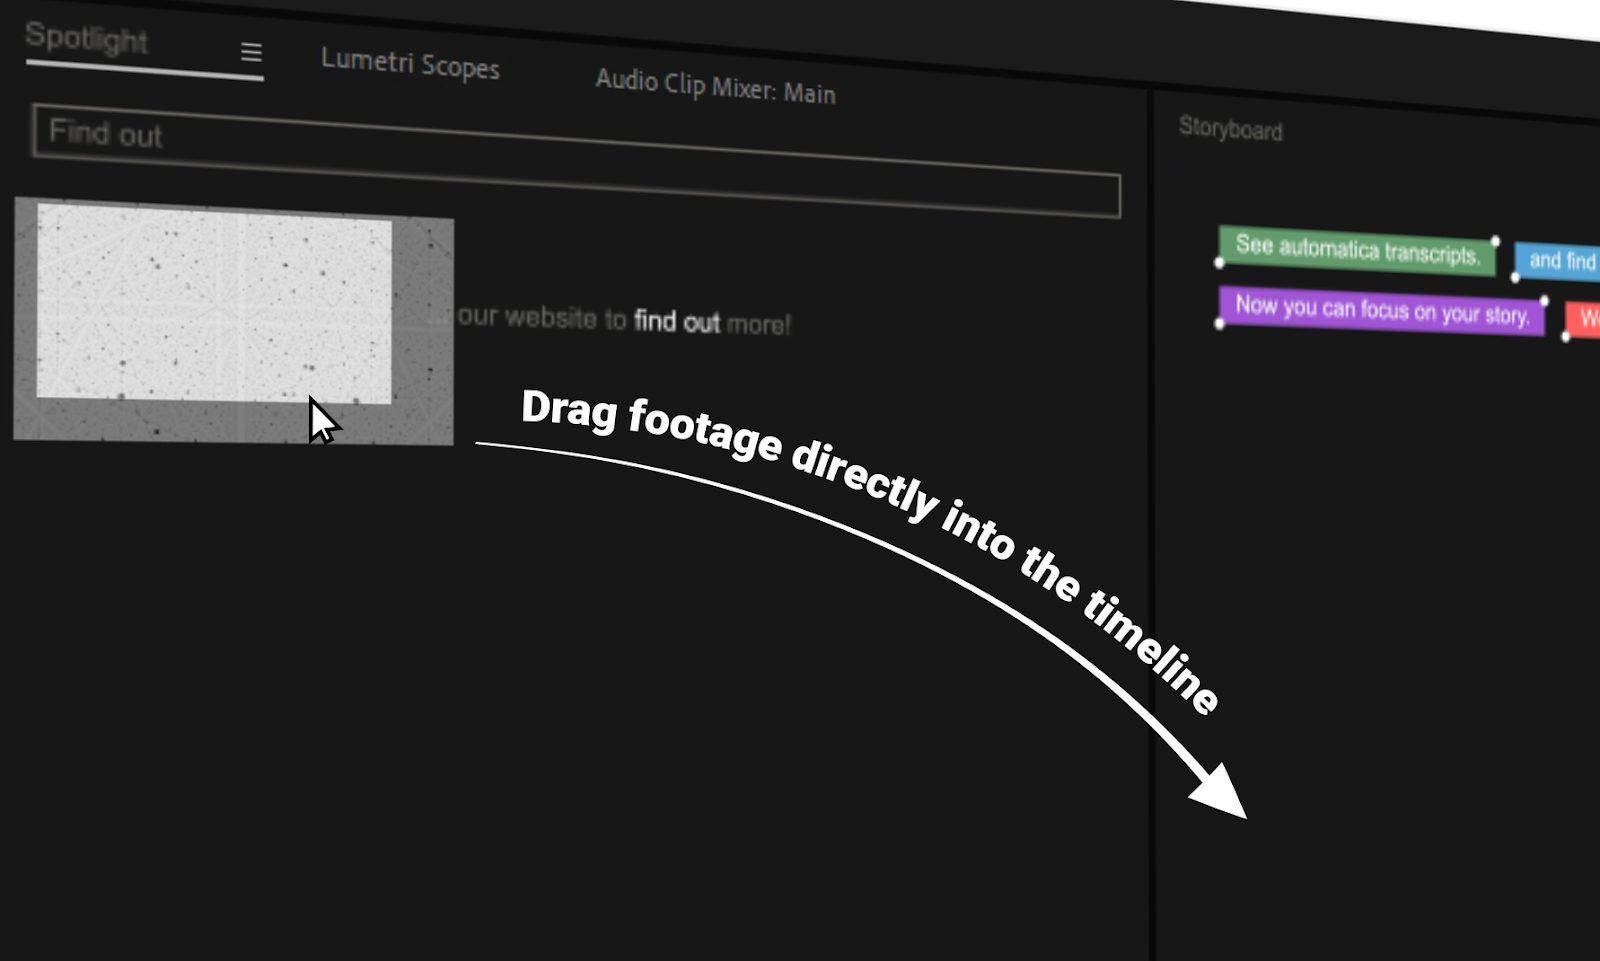 Spotlight
Lumetri Scopes
Audio Clip Mixer: Main
Find out
Storyboard
See automatica transcripts.
and find
Now you can focus on your story.
We
... our website to find out more!
Drag footage directly into the timeline